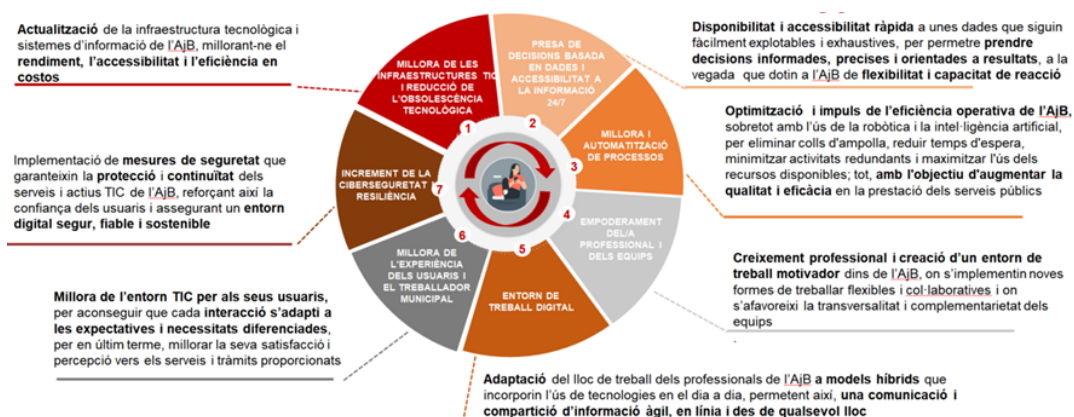 Actualització de la infraestructura tecnològica i
sistemes d'informació de l'AjB, millorant-ne el
rendiment, l'accessibilitat i l'eficiència en
costos
Implementació de mesures de seguretat que
garanteixin la protecció i continuïtat dels
serveis i actius TIC de l'AjB, reforçant així la
confiança dels usuaris i assegurant un entorn
digital segur, fiable i sostenible
Millora de l'entorn TIC per als seus usuaris,
per aconseguir que cada interacció s'adapti a
les expectatives i necessitats diferenciades,
per en últim terme, millorar la seva satisfacció i
percepció vers els serveis i tràmits proporcionats
MILLORA DE LES
INFRAESTRUCTURES TIC
I REDUCCIÓ DE
L'OBSOLESCÈNCIA
TECNOLÒGICA
1
PRESA DE
DECISIONS BASADA
EN DADES I
ACCESSIBILITAT A
LA INFORMACIÓ
24/7
2
MILLORA I
AUTOMATITZACIÓ
DE PROCESSOS
3
EMPODERAMENT
DEL/A
PROFESSIONAL I
DELS EQUIPS
4
ENTORN DE
TREBALL DIGITAL
5
MILLORA DE
L'EXPERIÈNCIA
DELS USUARIS I
EL TREBALLADOR
MUNICIPAL
6
INCREMENT DE LA
CIBERSEGURETAT I
RESILIÈNCIA
7
Disponibilitat i accessibilitat ràpida a unes dades que siguin
fàcilment explotables i exhaustives, per permetre prendre
decisions informades, precises i orientades a resultats, a la
vegada que dotin a l'AjB de flexibilitat i capacitat de reacció
Optimització i impuls de l'eficiència operativa de l'AjB,
sobretot amb l'ús de la robòtica i la intel·ligència artificial,
per eliminar colls d'ampolla, reduir temps d'espera,
minimitzar activitats redundants i maximitzar l'ús dels
recursos disponibles; tot, amb l'objectiu d'augmentar la
qualitat i eficàcia en la prestació dels serveis públics
Creixement professional i creació d'un entorn de
treball motivador dins de l'AjB, on s'implementin noves
formes de treballar flexibles i col·laboratives i on
s'afavoreixi la transversalitat i complementarietat dels
equips
.
Adaptació del lloc de treball dels professionals de l'AjB a models híbrids que
incorporin l'ús de tecnologies en el dia a dia, permetent així, una comunicació i
compartició d'informació àgil, en línia i des de qualsevol lloc